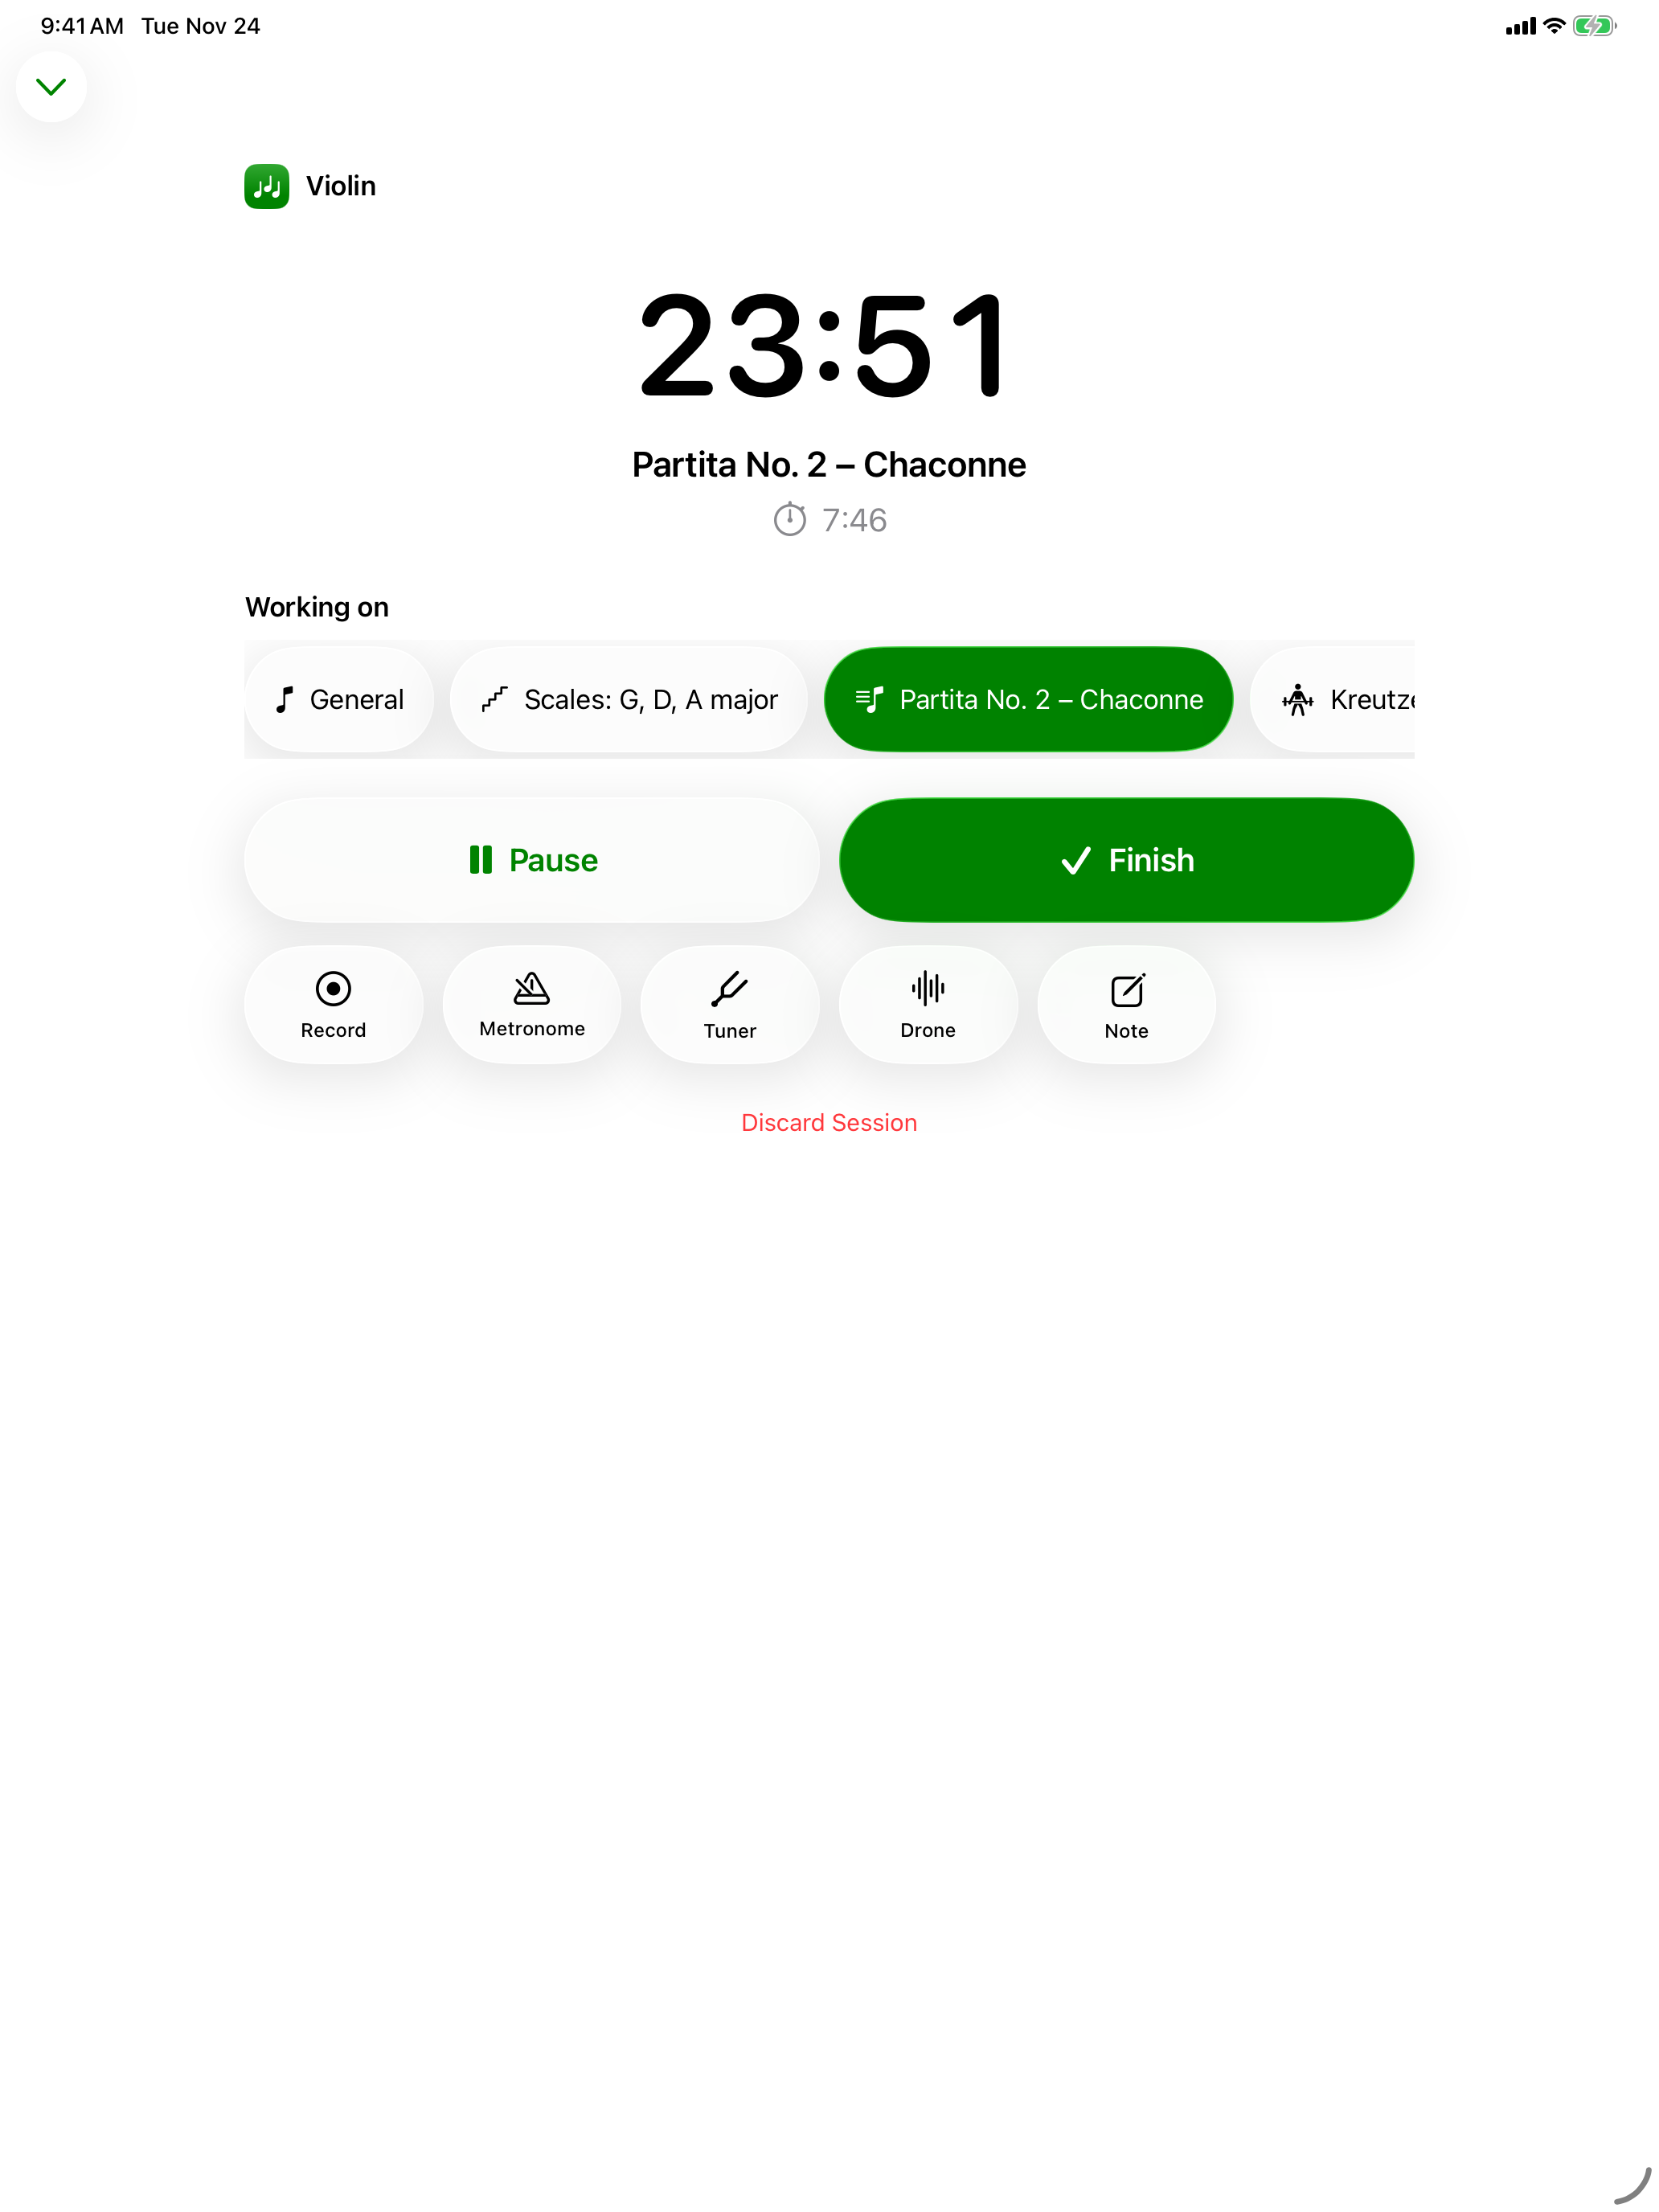 9:41 AM Tue Nov 24
Violin
23:51
Partita No. 2 – Chaconne
7:46
Working on
General Scales: G, D, A major Partita No. 2 – Chaconne Kreutze
Pause Finish
Record Metronome Tuner Drone Note
Discard Session